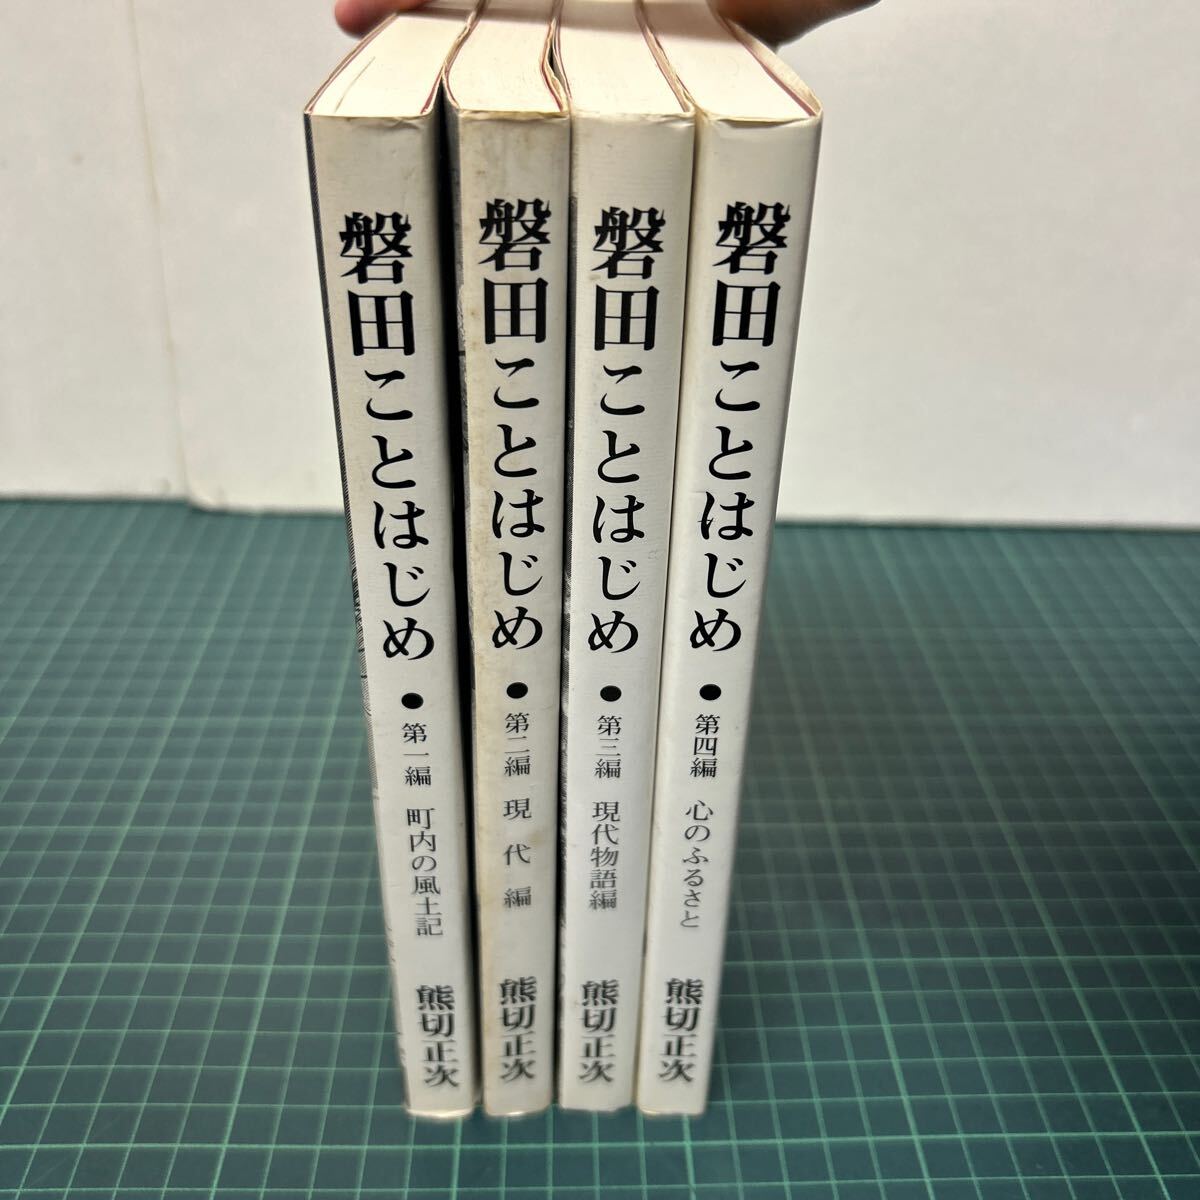 磐田ことはじめ●第一編 町内の風土記 熊切正次
磐田ことはじめ●第二編 現代編 熊切正次
磐田ことはじめ●第三編 現代物語編 熊切正次
磐田ことはじめ●第四編 心のふるさと 熊切正次